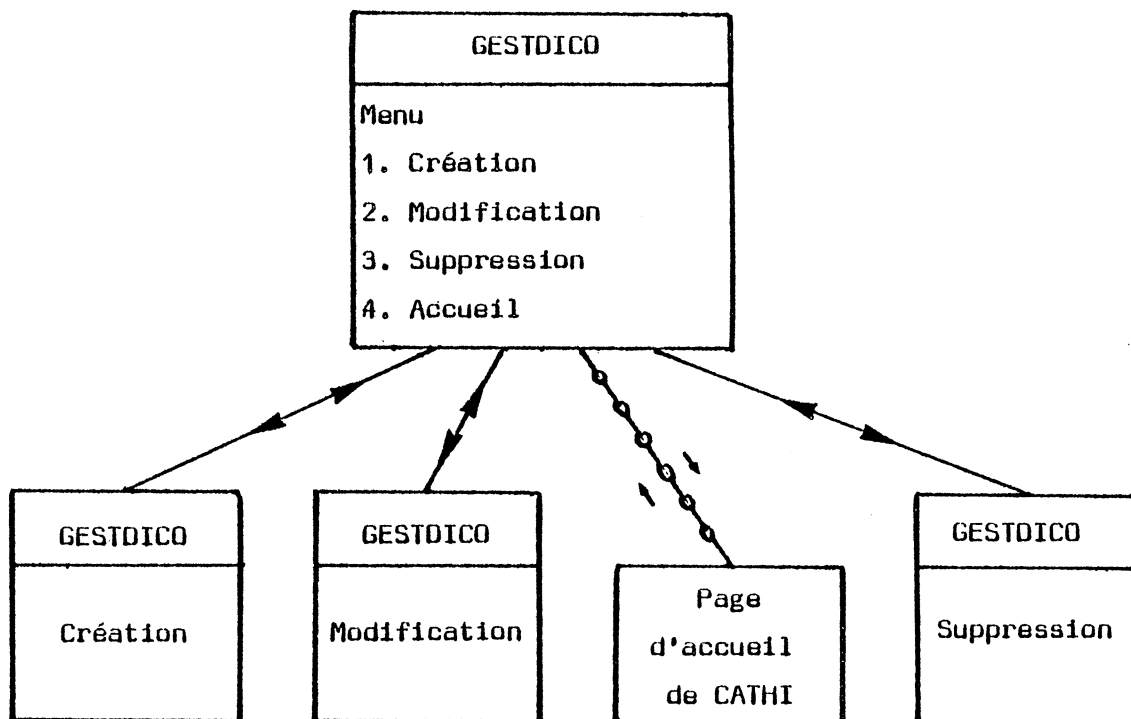 GESTDICO
Menu
1. Création
2. Modification
3. Suppression
4. Accueil
GESTDICO
Création
GESTDICO
Modification
Page
d'accueil
de CATHI
GESTDICO
Suppression